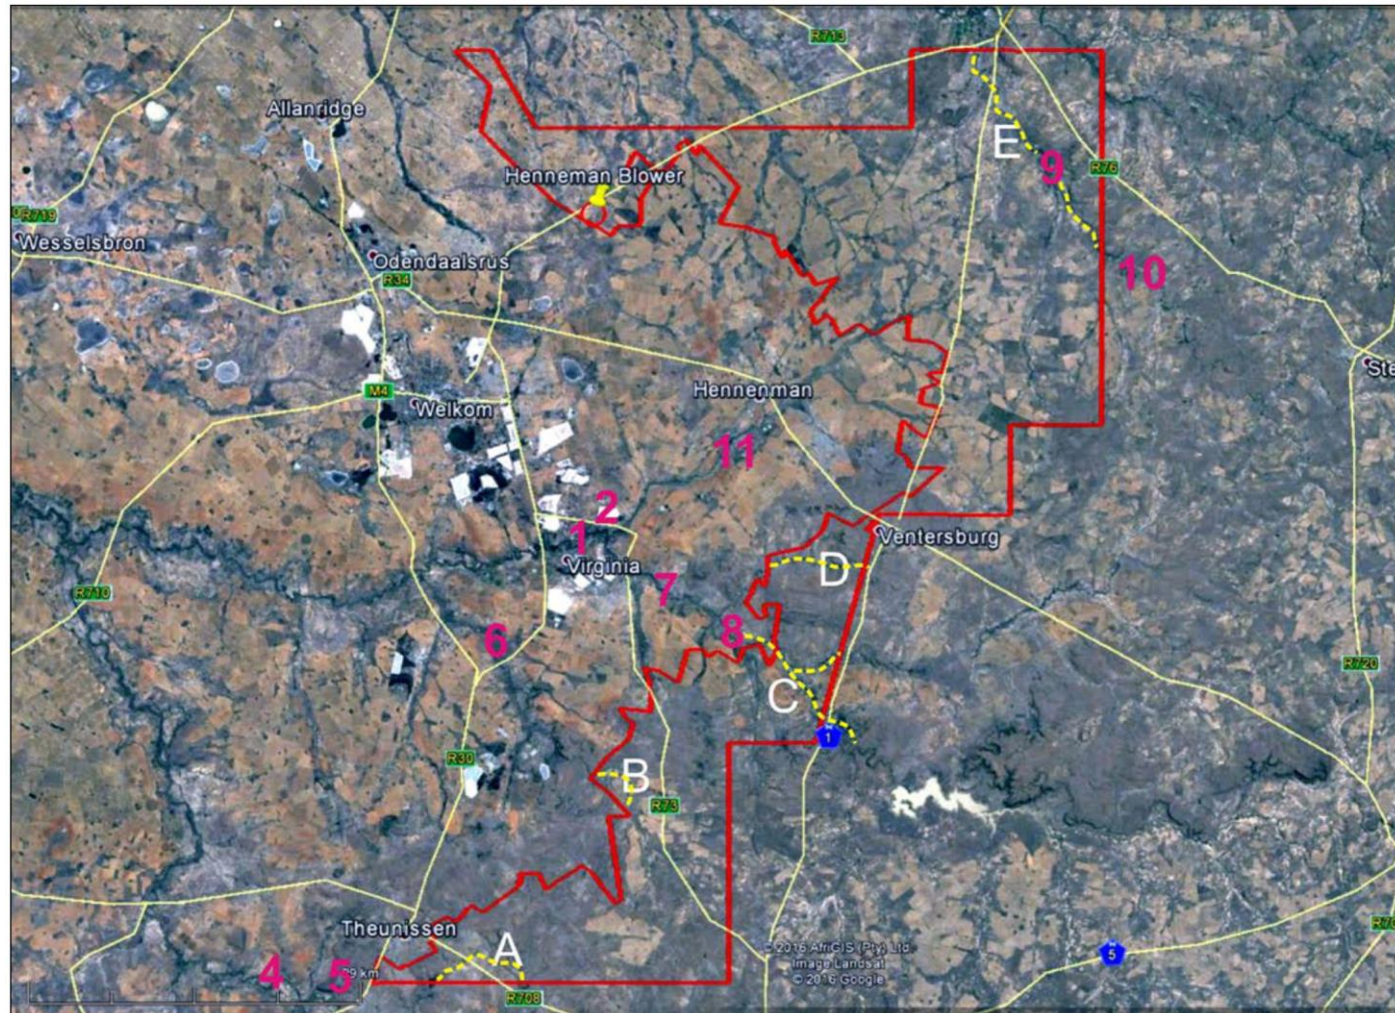 R713
Allanridge
E
9
R76
Henneman Blower
R719
Wesselsbron
Odendaalsrus
R34
10
M4
Welkom
Hennenman
Ste
11
2
1
Ventersburg
Virginia
D
R710
7
8
6
R720
C
1
R30
B
R73
Theunissen
A
© 2016 AfriGIS (Pty) Ltd.
Image Landsat
© 2016 Google
5
4
5
29 km
R708